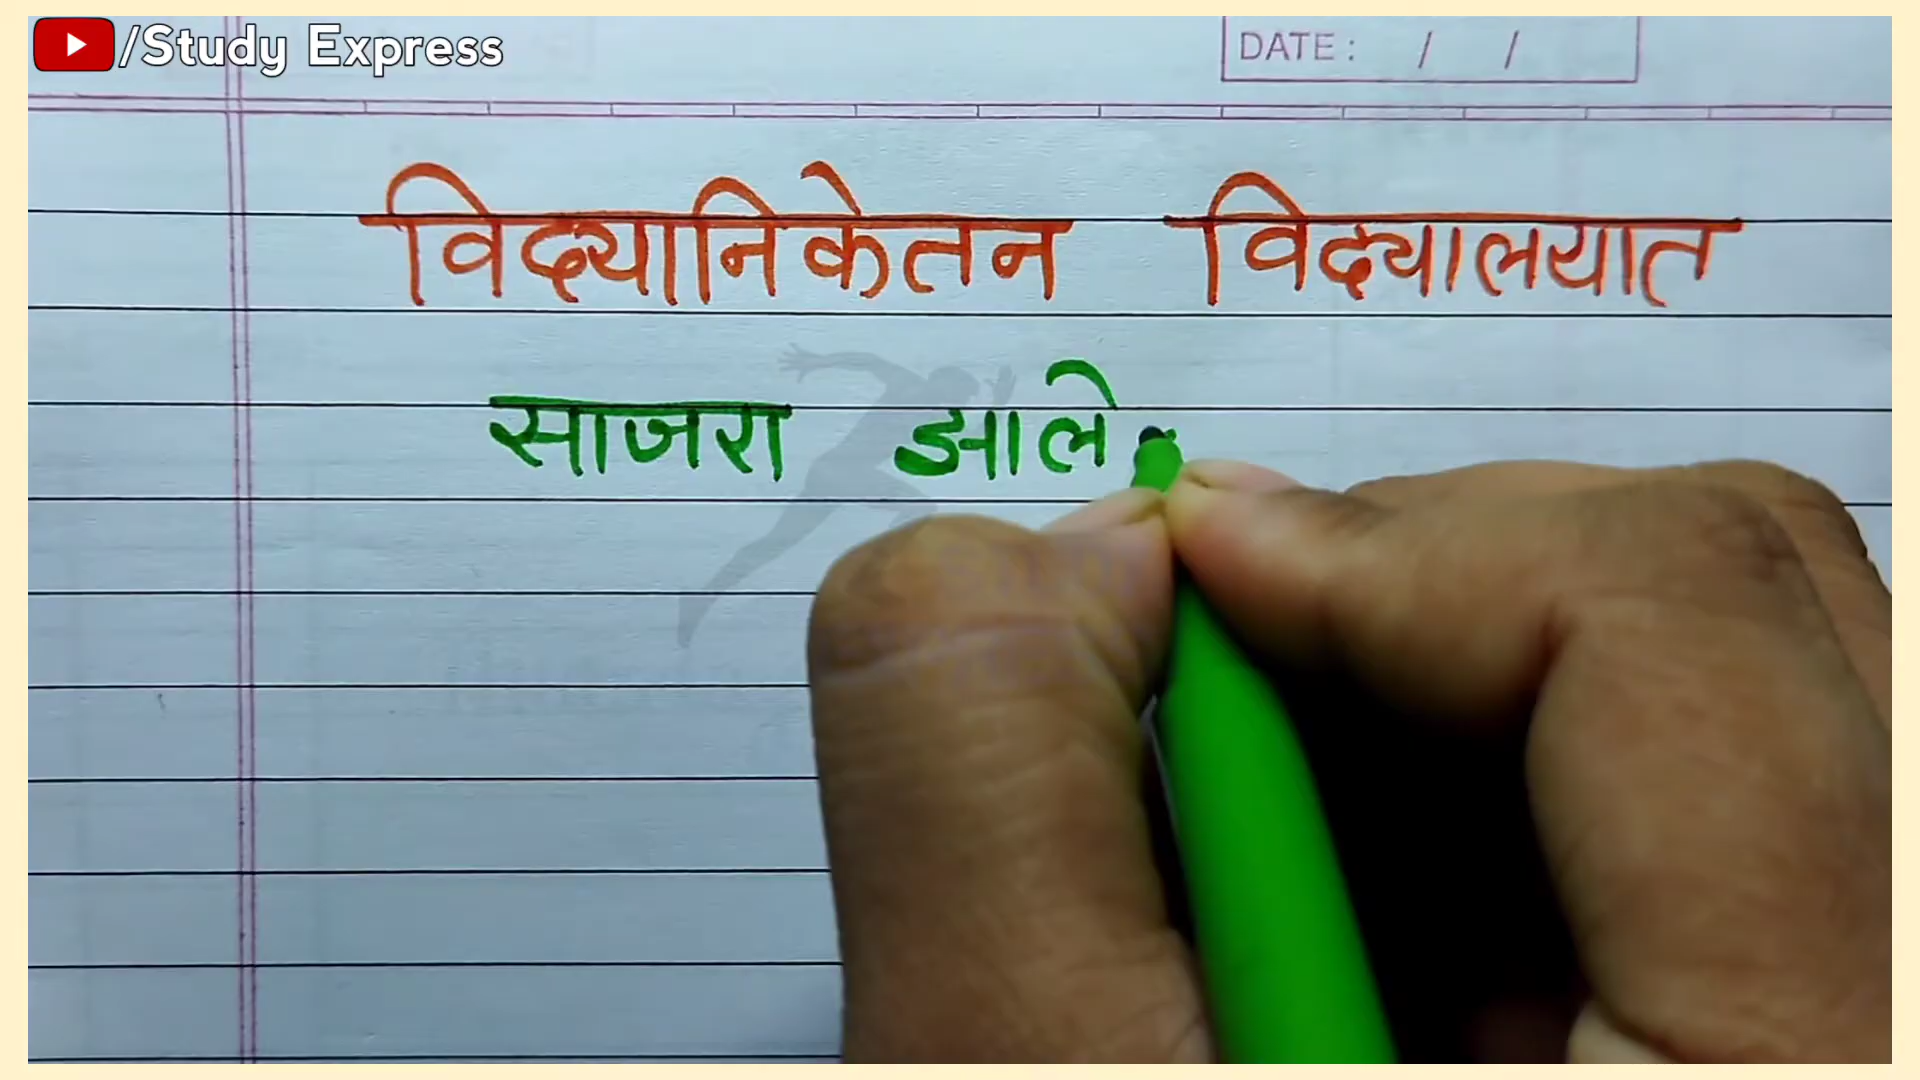 /Study Express
DATE : / /
विद्यानिकेतन विद्यालयात
साजरा झाले